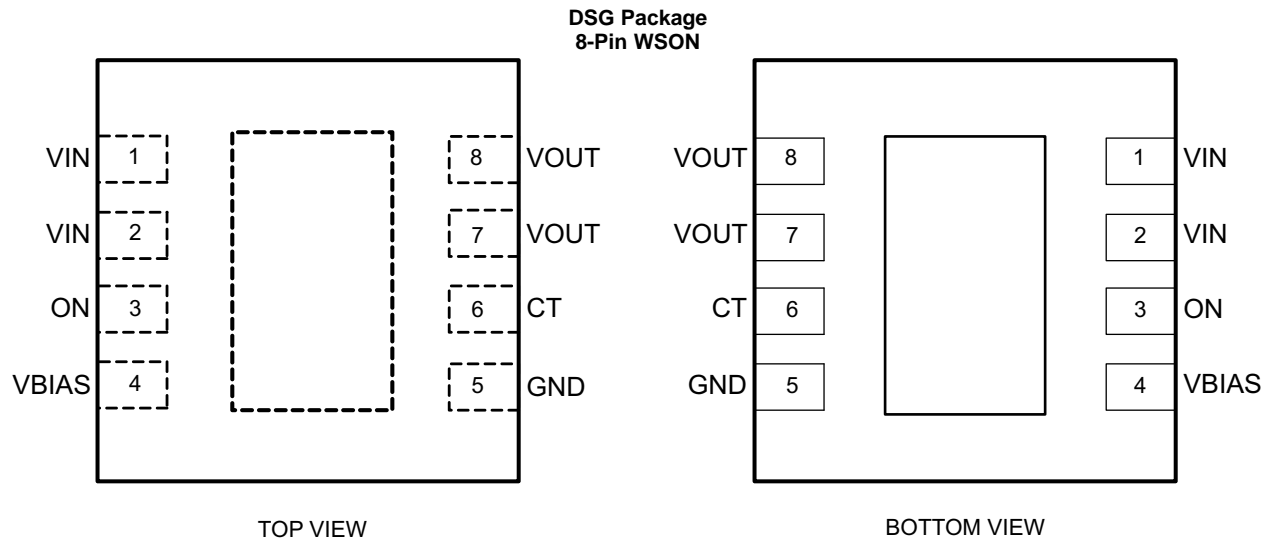 DSG Package
8-Pin WSON
VIN 1 8 VOUT
VIN 2 7 VOUT
ON 3 6 CT
VBIAS 4 5 GND
TOP VIEW
VOUT 8 1 VIN
VOUT 7 2 VIN
CT 6 3 ON
GND 5 4 VBIAS
BOTTOM VIEW